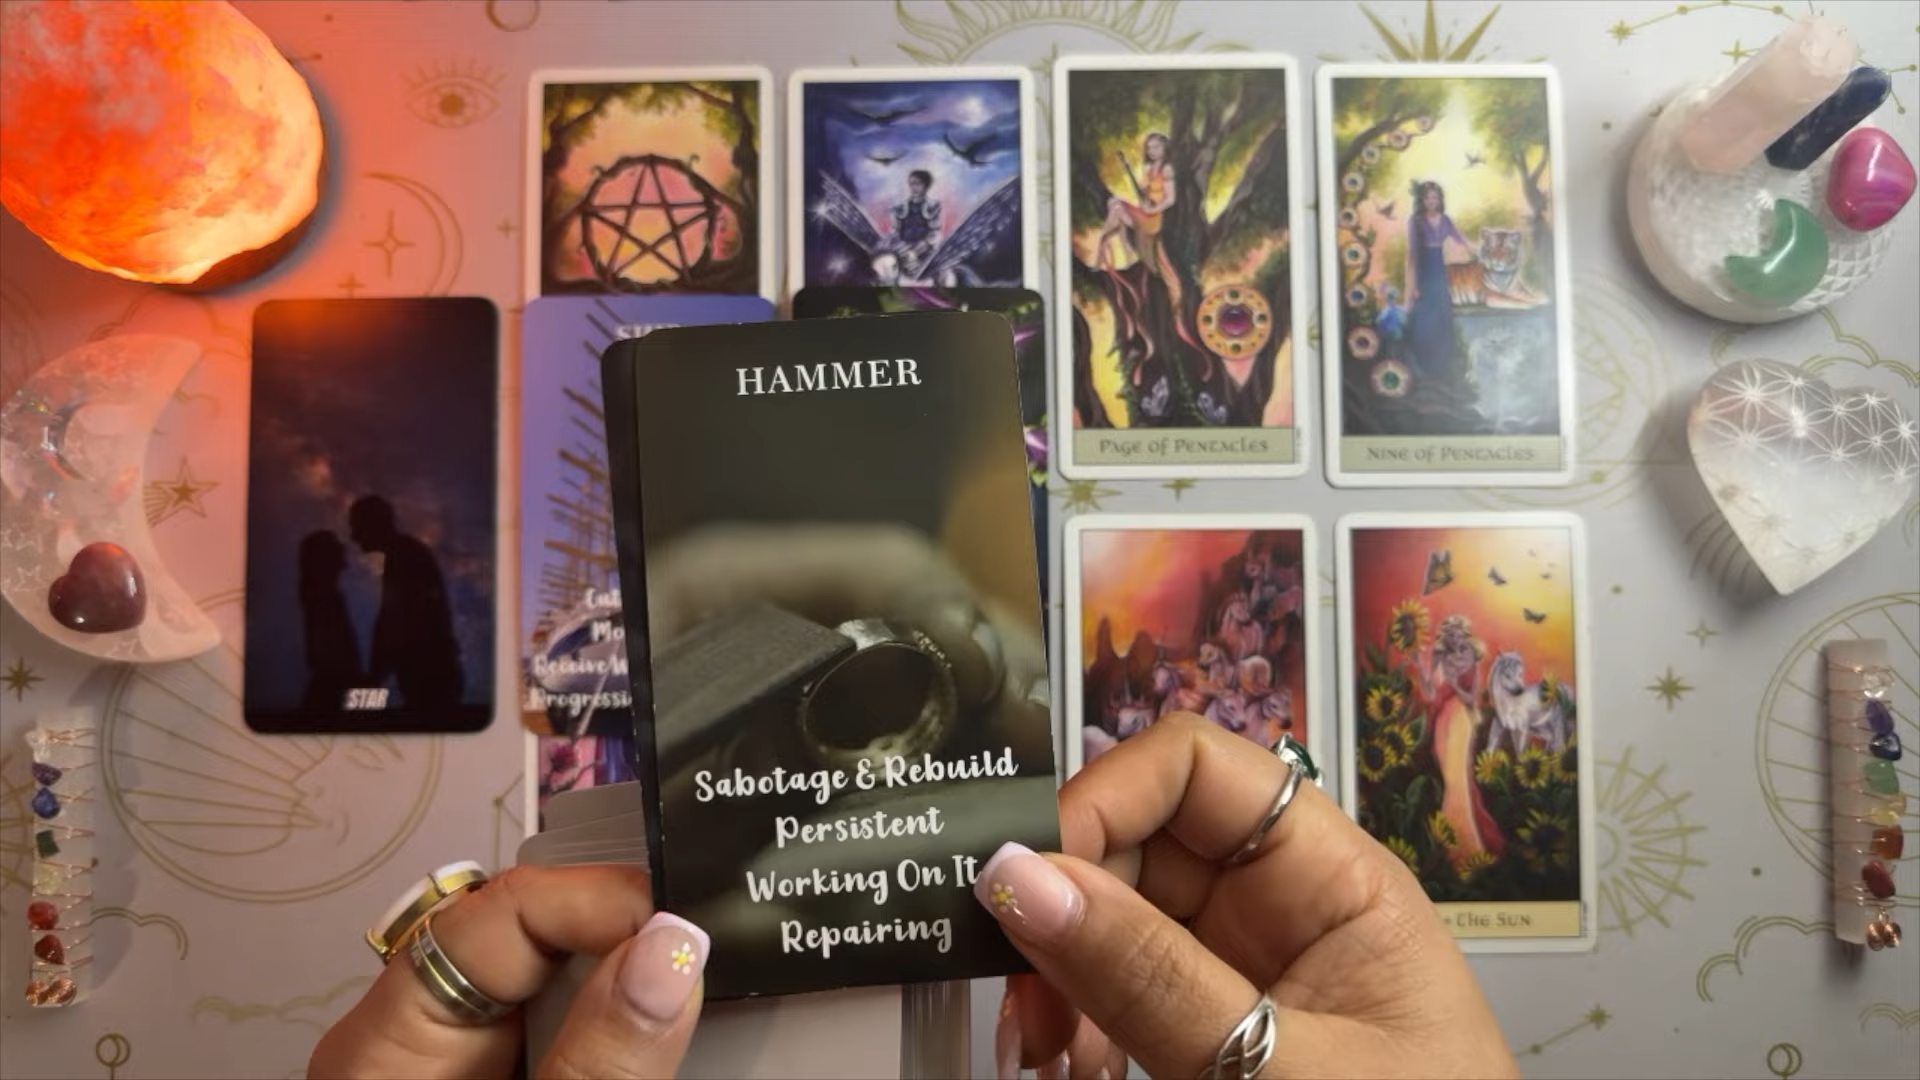 HAMMER
Sabotage & Rebuild
Persistent
Working On It
Repairing
PAGE OF PENTACLES
NINE OF PENTACLES
THE SUN
STAR